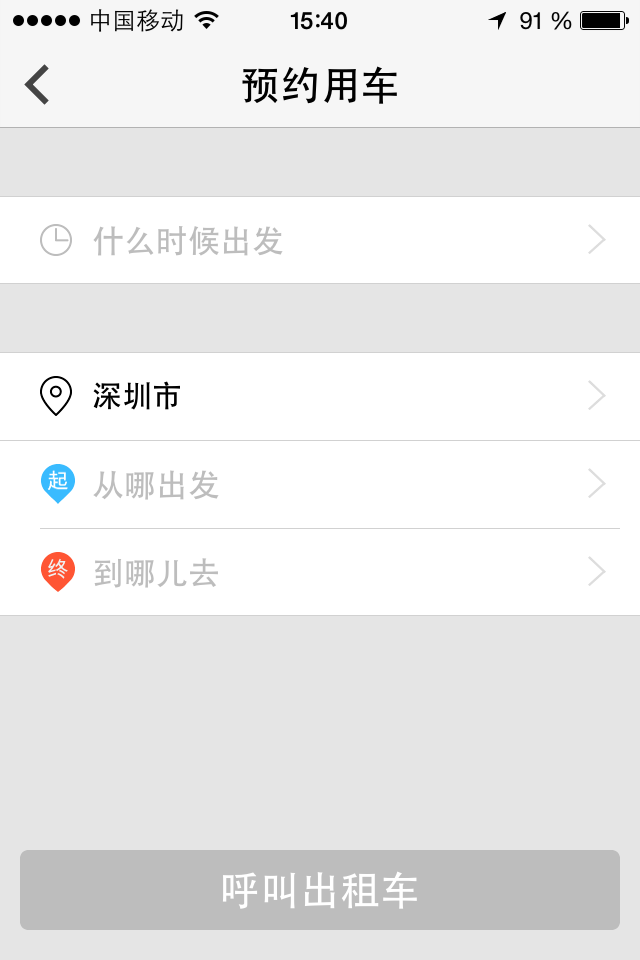 中国移动 15:40 91 %
预约用车
什么时候出发
深圳市
起 从哪出发
终 到哪儿去
呼叫出租车